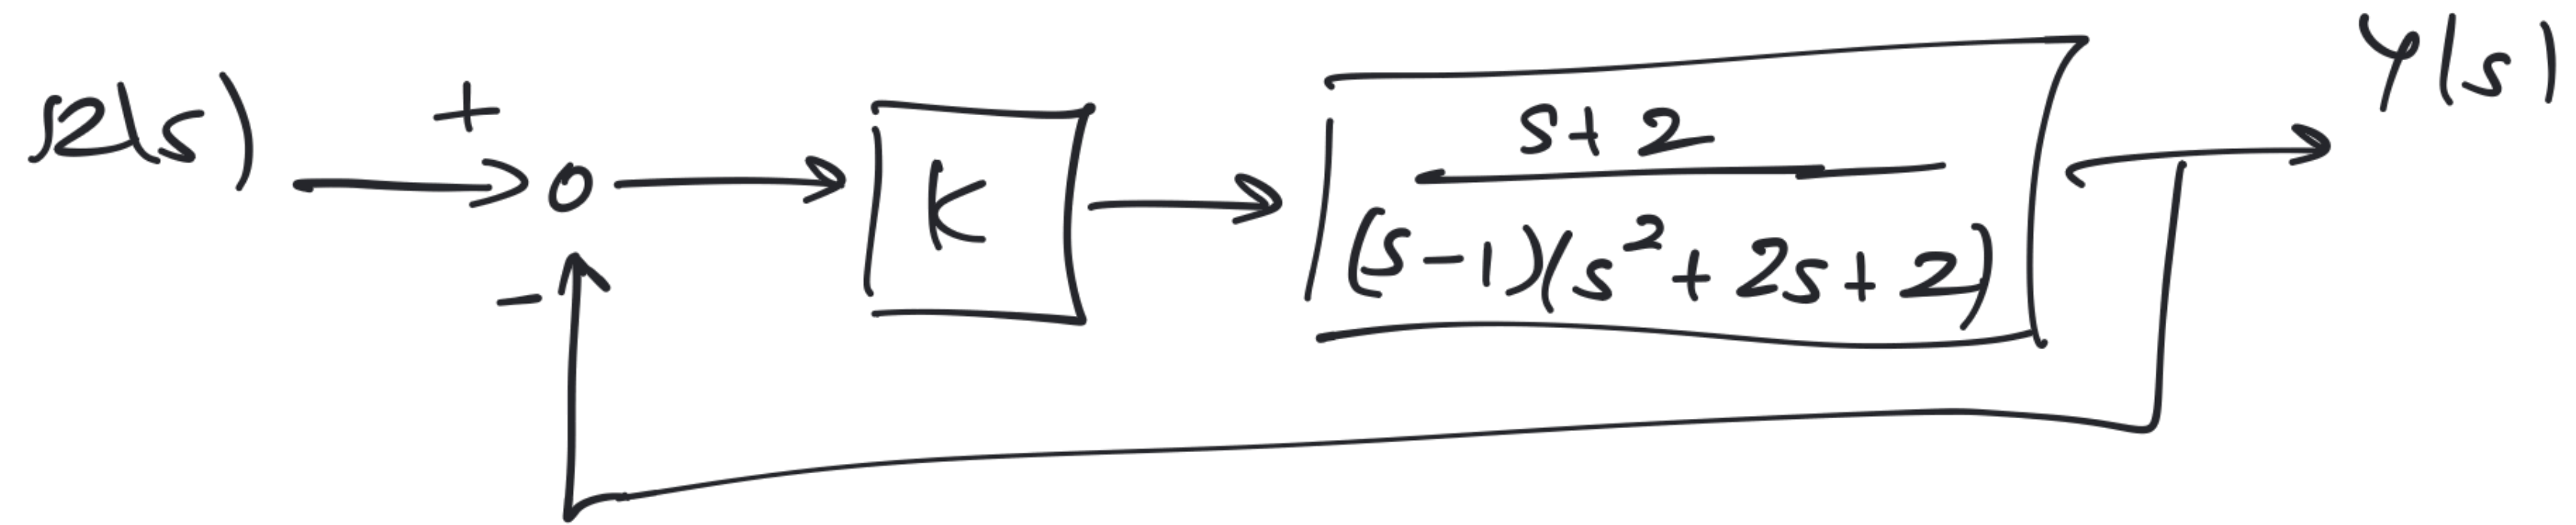 R(s)
+
-
K
s+2
(s-1)(s²+2s+2)
Y(s)